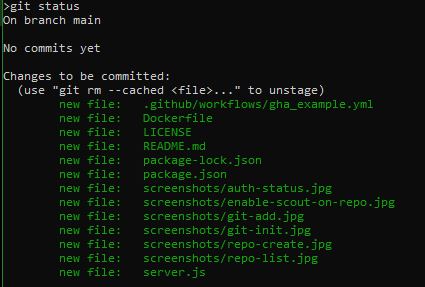 >git status
On branch main
No commits yet
Changes to be committed:
(use "git rm --cached <file>..." to unstage)
new file: .github/workflows/gha_example.yml
new file: Dockerfile
new file: LICENSE
new file: README.md
new file: package-lock.json
new file: package.json
new file: screenshots/auth-status.jpg
new file: screenshots/enable-scout-on-repo.jpg
new file: screenshots/git-add.jpg
new file: screenshots/git-init.jpg
new file: screenshots/repo-create.jpg
new file: screenshots/repo-list.jpg
new file: server.js